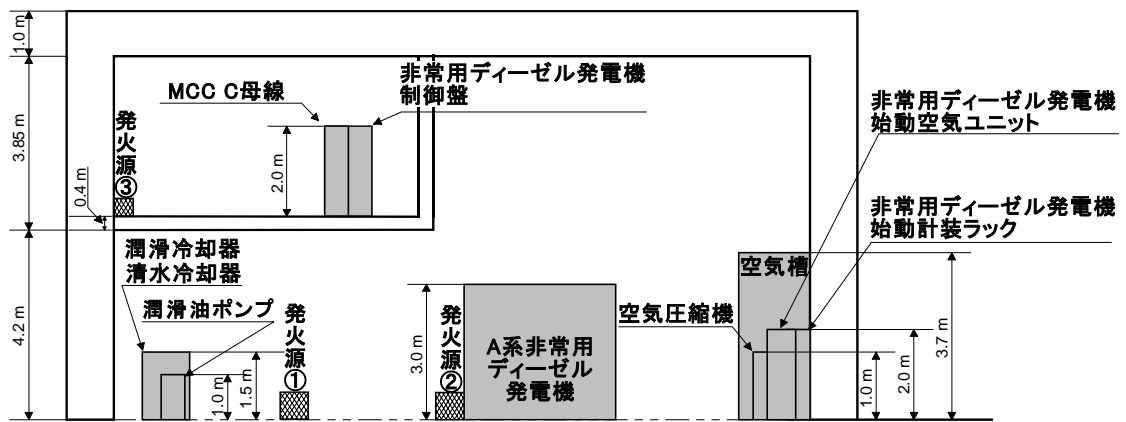 1.0 m
3.85 m
0.4 m
4.2 m
MCC C母線
非常用ディーゼル発電機
制御盤
発火源③
2.0 m
潤滑冷却器
清水冷却器
潤滑油ポンプ
1.0 m
1.5 m
発火源①
発火源②
3.0 m
A系非常用
ディーゼル
発電機
空気圧縮機
空気槽
非常用ディーゼル発電機
始動空気ユニット
非常用ディーゼル発電機
始動計装ラック
1.0 m
2.0 m
3.7 m